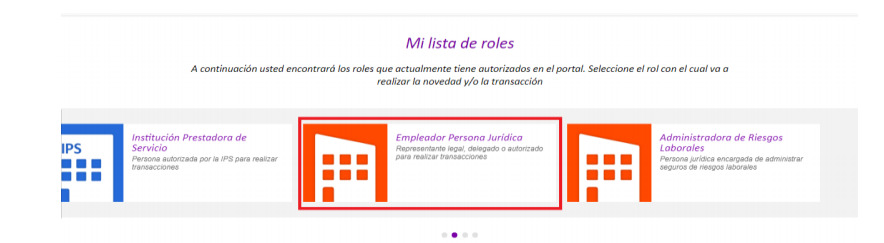 Mi lista de roles
A continuación usted encontrará los roles que actualmente tiene autorizados en el portal. Seleccione el rol con el cual va a
realizar la novedad y/o la transacción
IPS
Institución Prestadora de
Servicio
Persona autorizada por la IPS para realizar
transacciones
Empleador Persona Jurídica
Representante legal, delegado o autorizado
para realizar transacciones
Administradora de Riesgos
Laborales
Persona jurídica encargada de administrar
seguros de riesgos laborales